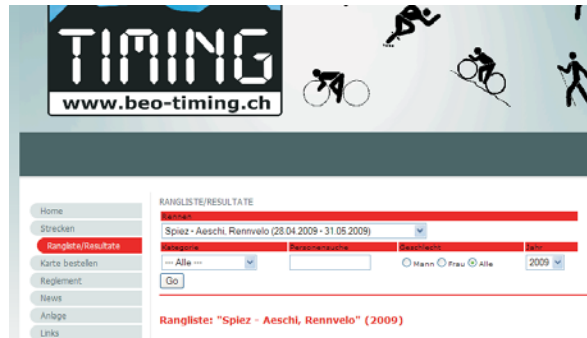 TIMING
www.beo-timing.ch
Home
Strecken
Rangliste/Resultate
Karte bestellen
Reglement
News
Anlage
Links
RANGLISTE/RESULTATE
Rennen
Spiez - Aeschi, Rennvelo (28.04.2009 - 31.05.2009)
Kategorie Personensuche Geschlecht Jahr
--- Alle --- Mann Frau Alle 2009
Go
Rangliste: "Spiez - Aeschi, Rennvelo" (2009)